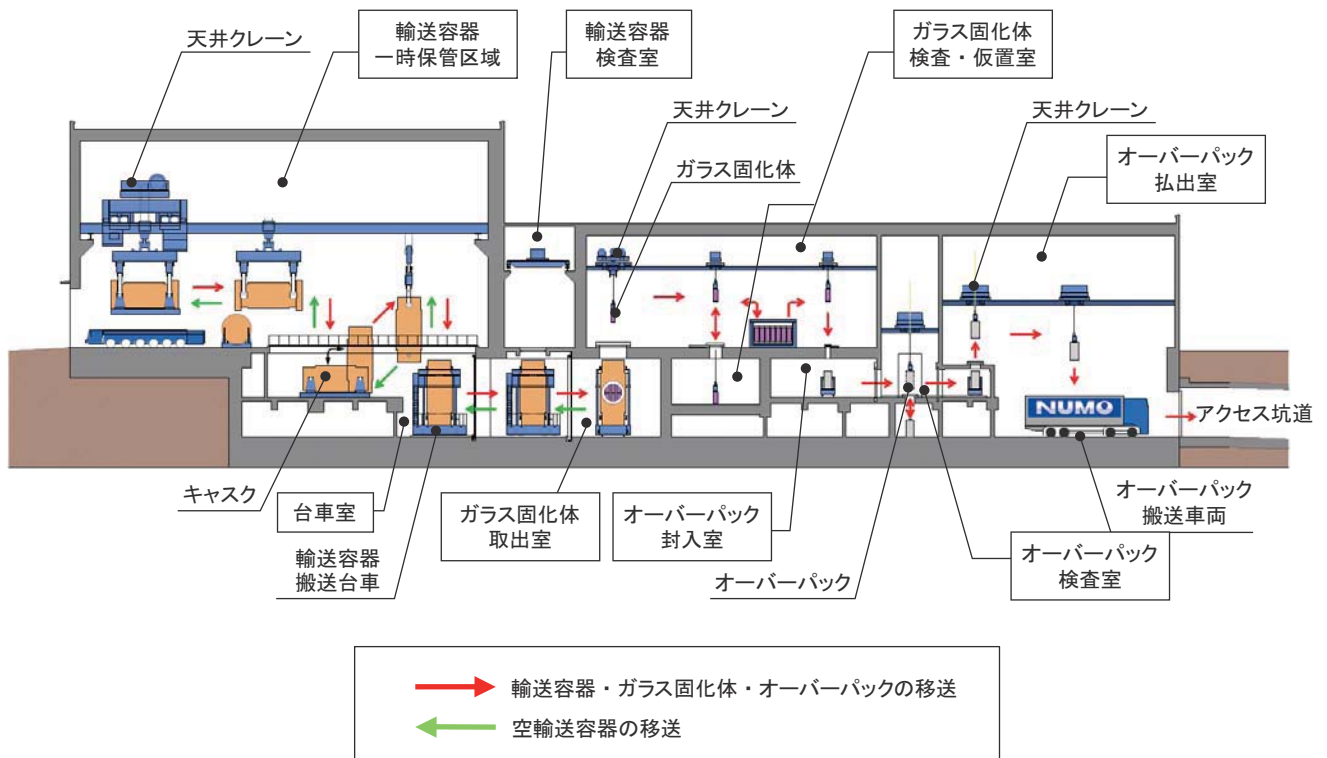 天井クレーン
輸送容器
一時保管区域
輸送容器
検査室
ガラス固化体
検査・仮置室
天井クレーン
ガラス固化体
天井クレーン
オーバーパック
払出室
NUMO
アクセス坑道
キャスク
台車室
輸送容器
搬送台車
ガラス固化体
取出室
オーバーパック
封入室
オーバーパック
オーバーパック
検査室
オーバーパック
搬送車両
輸送容器・ガラス固化体・オーバーパックの移送
空輸送容器の移送